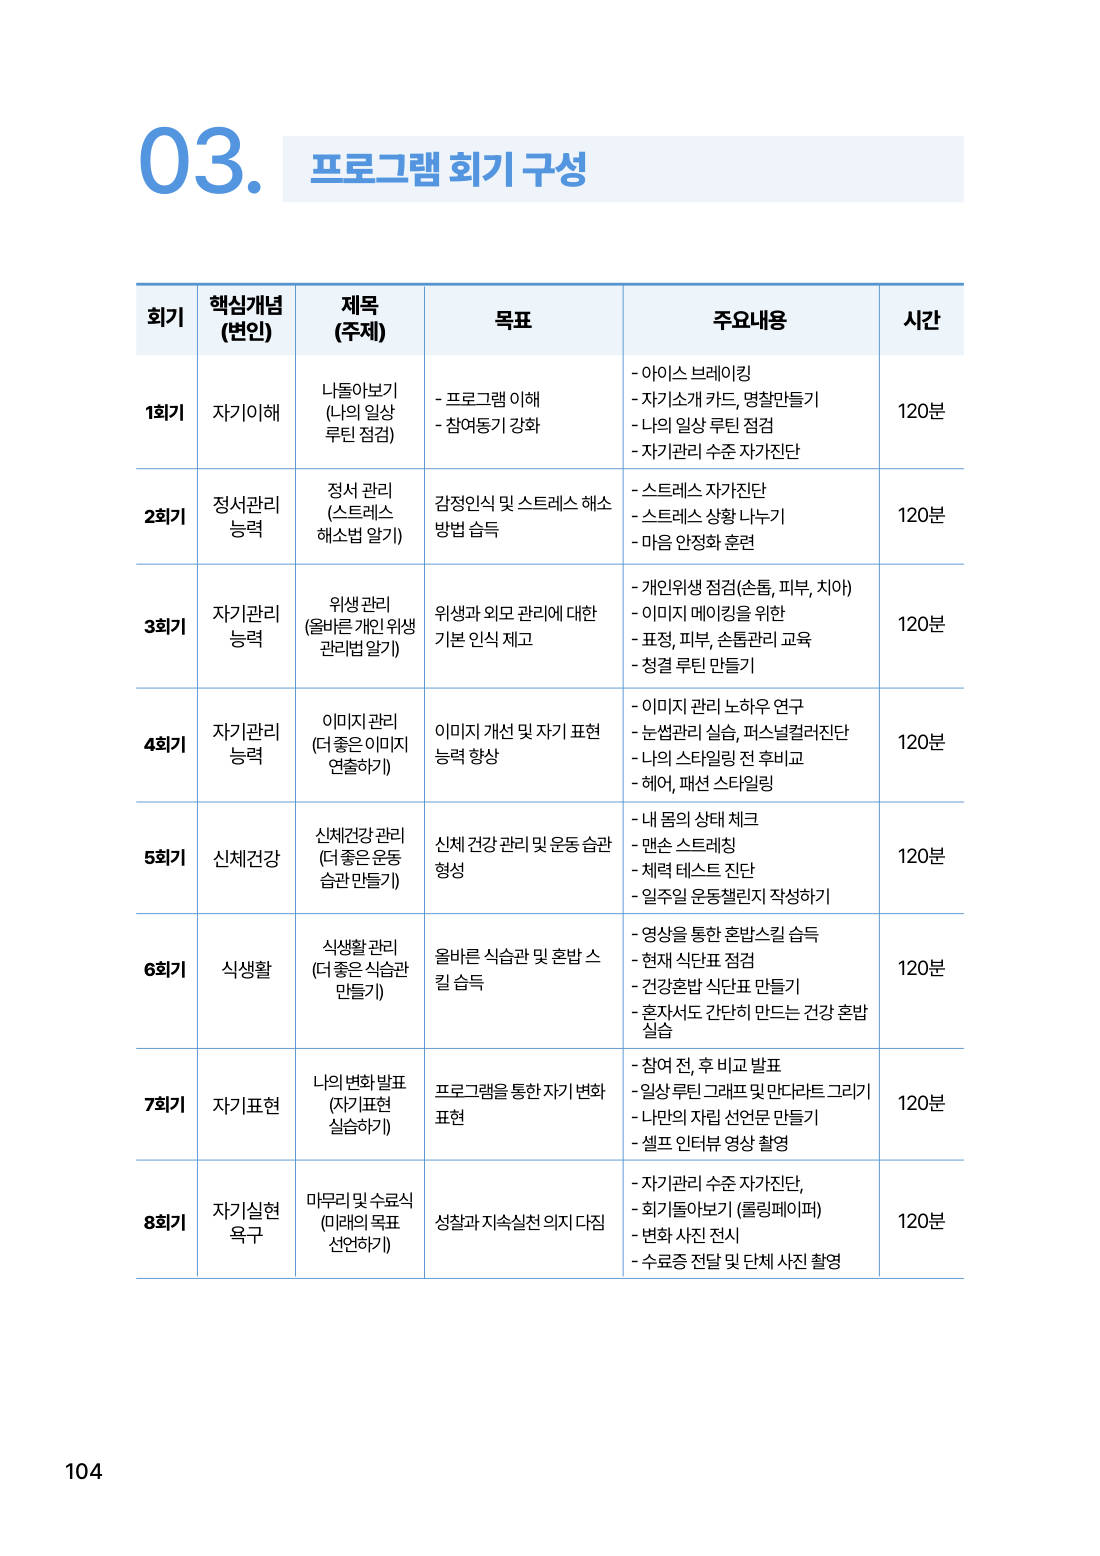 03.
프로그램 회기 구성
회기
핵심개념
(변인)
제목
(주제)
목표
주요내용
시간
1회기
자기이해
나돌아보기
(나의 일상
루틴 점검)
- 프로그램 이해
- 참여동기 강화
- 아이스 브레이킹
- 자기소개 카드, 명찰만들기
- 나의 일상 루틴 점검
- 자기관리 수준 자가진단
120분
2회기
정서관리
능력
정서 관리
(스트레스
해소법 알기)
감정인식 및 스트레스 해소
방법 습득
- 스트레스 자가진단
- 스트레스 상황 나누기
- 마음 안정화 훈련
120분
3회기
자기관리
능력
위생 관리
(올바른 개인 위생
관리법 알기)
위생과 외모 관리에 대한
기본 인식 제고
- 개인위생 점검(손톱, 피부, 치아)
- 이미지 메이킹을 위한
- 표정, 피부, 손톱관리 교육
- 청결 루틴 만들기
120분
4회기
자기관리
능력
이미지 관리
(더 좋은 이미지
연출하기)
이미지 개선 및 자기 표현
능력 향상
- 이미지 관리 노하우 연구
- 눈썹관리 실습, 퍼스널컬러진단
- 나의 스타일링 전 후비교
- 헤어, 패션 스타일링
120분
5회기
신체건강
신체건강 관리
(더 좋은 운동
습관 만들기)
신체 건강 관리 및 운동 습관
형성
- 내 몸의 상태 체크
- 맨손 스트레칭
- 체력 테스트 진단
- 일주일 운동챌린지 작성하기
120분
6회기
식생활
식생활 관리
(더 좋은 식습관
만들기)
올바른 식습관 및 혼밥 스
킬 습득
- 영상을 통한 혼밥스킬 습득
- 현재 식단표 점검
- 건강혼밥 식단표 만들기
- 혼자서도 간단히 만드는 건강 혼밥
실습
120분
7회기
자기표현
나의 변화 발표
(자기표현
실습하기)
프로그램을 통한 자기 변화
표현
- 참여 전, 후 비교 발표
- 일상 루틴 그래프 및 만다라트 그리기
- 나만의 자립 선언문 만들기
- 셀프 인터뷰 영상 촬영
120분
8회기
자기실현
욕구
마무리 및 수료식
(미래의 목표
선언하기)
성찰과 지속실천 의지 다짐
- 자기관리 수준 자가진단,
- 회기돌아보기 (롤링페이퍼)
- 변화 사진 전시
- 수료증 전달 및 단체 사진 촬영
120분
104